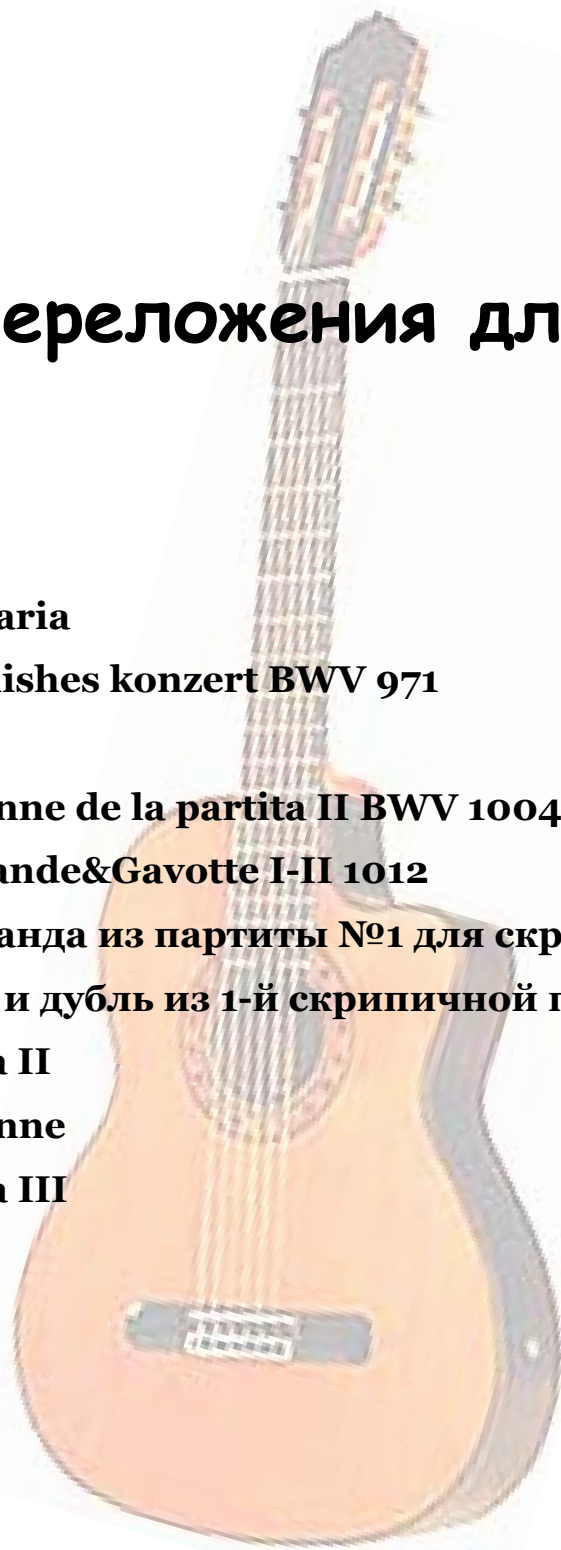 ереложения дл
aria
lishes konzert BWV 971
nne de la partita II BWV 1004
ande&Gavotte I-II 1012
анда из партиты №1 для скр
и дубль из 1-й скрипичной п
a II
nne
a III